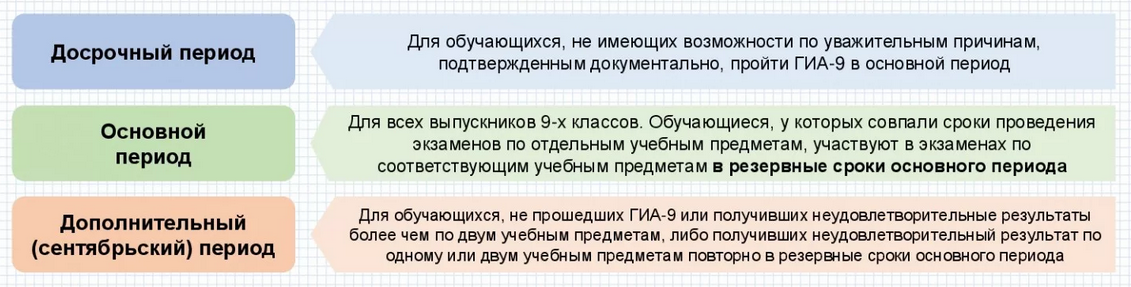 Досрочный период
Для обучающихся, не имеющих возможности по уважительным причинам,
подтвержденным документально, пройти ГИА-9 в основной период
Основной
период
Для всех выпускников 9-х классов. Обучающиеся, у которых совпали сроки проведения
экзаменов по отдельным учебным предметам, участвуют в экзаменах по
соответствующим учебным предметам в резервные сроки основного периода
Дополнительный
(сентябрьский) период
Для обучающихся, не прошедших ГИА-9 или получивших неудовлетворительные результаты
более чем по двум учебным предметам, либо получивших неудовлетворительный результат по
одному или двум учебным предметам повторно в резервные сроки основного периода